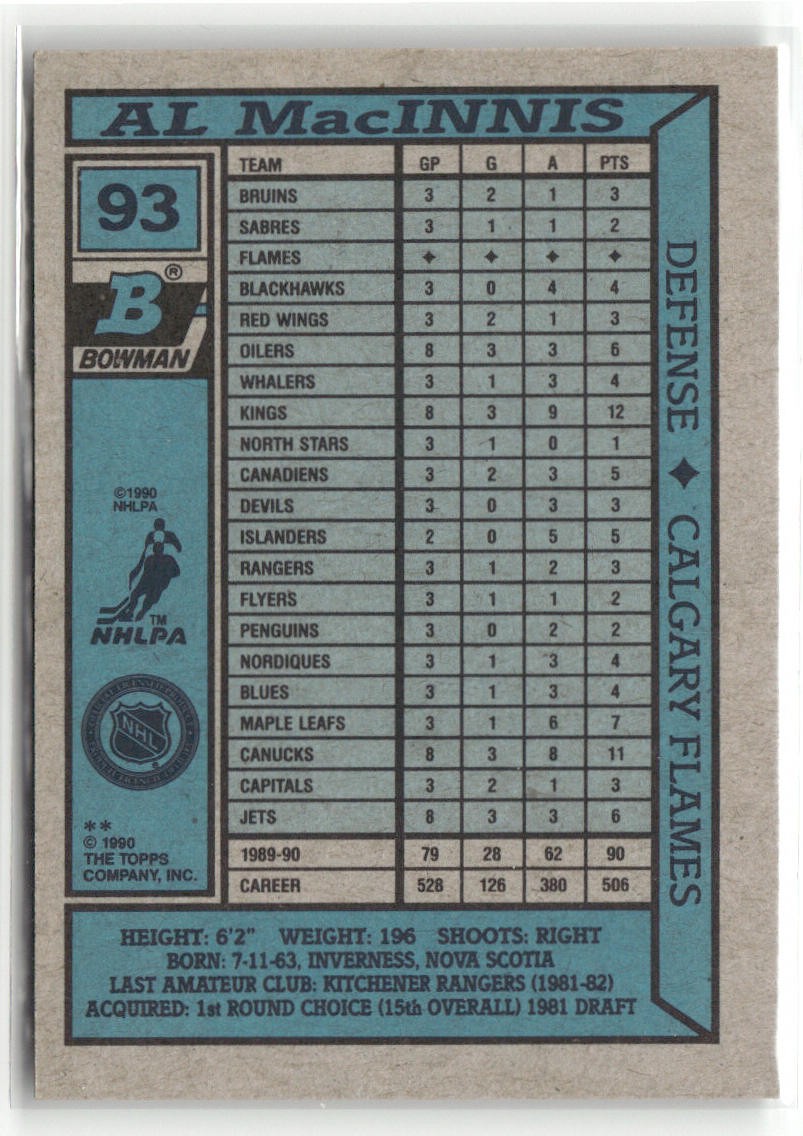 AL MacINNIS
93
B®
BOWMAN
©1990
NHLPA
TM
NHLPA
NHL
®
**
© 1990
THE TOPPS
COMPANY, INC.
TEAM GP G A PTS
BRUINS 3 2 1 3
SABRES 3 1 1 2
FLAMES ✦ ✦ ✦ ✦
BLACKHAWKS 3 0 4 4
RED WINGS 3 2 1 3
OILERS 8 3 3 6
WHALERS 3 1 3 4
KINGS 8 3 9 12
NORTH STARS 3 1 0 1
CANADIENS 3 2 3 5
DEVILS 3 0 3 3
ISLANDERS 2 0 5 5
RANGERS 3 1 2 3
FLYERS 3 1 1 2
PENGUINS 3 0 2 2
NORDIQUES 3 1 3 4
BLUES 3 1 3 4
MAPLE LEAFS 3 1 6 7
CANUCKS 8 3 8 11
CAPITALS 3 2 1 3
JETS 8 3 3 6
1989-90 79 28 62 90
CAREER 528 126 380 506
DEFENSE ✦ CALGARY FLAMES
HEIGHT: 6'2" WEIGHT: 196 SHOOTS: RIGHT
BORN: 7-11-63, INVERNESS, NOVA SCOTIA
LAST AMATEUR CLUB: KITCHENER RANGERS (1981-82)
ACQUIRED: 1st ROUND CHOICE (15th OVERALL) 1981 DRAFT